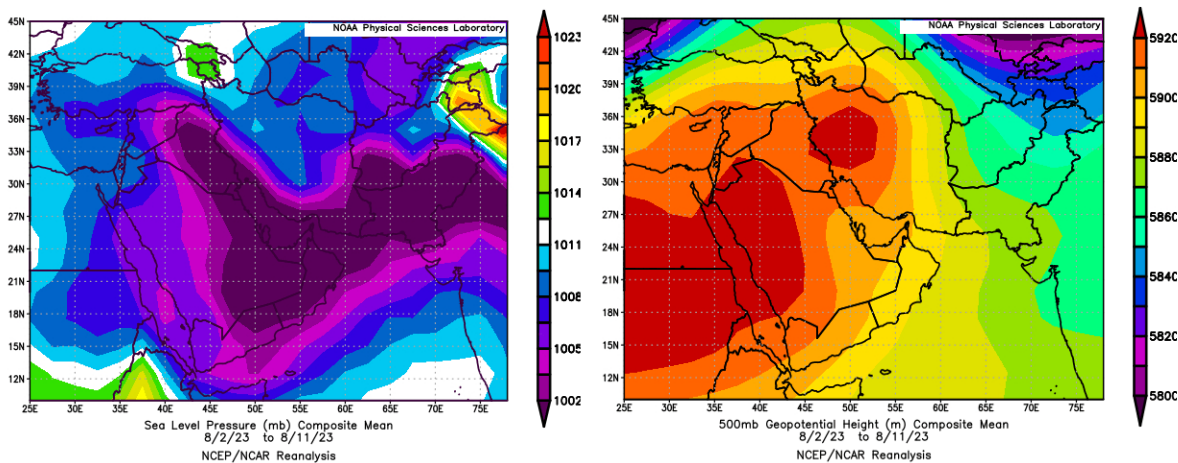 NOAA Physical Sciences Laboratory
45N
42N
39N
36N
33N
30N
27N
24N
21N
18N
15N
12N
25E 30E 35E 40E 45E 50E 55E 60E 65E 70E 75E
1023
1020
1017
1014
1011
1008
1005
1002
Sea Level Pressure (mb) Composite Mean
8/2/23 to 8/11/23
NCEP/NCAR Reanalysis
NOAA Physical Sciences Laboratory
45N
42N
39N
36N
33N
30N
27N
24N
21N
18N
15N
12N
25E 30E 35E 40E 45E 50E 55E 60E 65E 70E 75E
5920
5900
5880
5860
5840
5820
5800
500mb Geopotential Height (m) Composite Mean
8/2/23 to 8/11/23
NCEP/NCAR Reanalysis